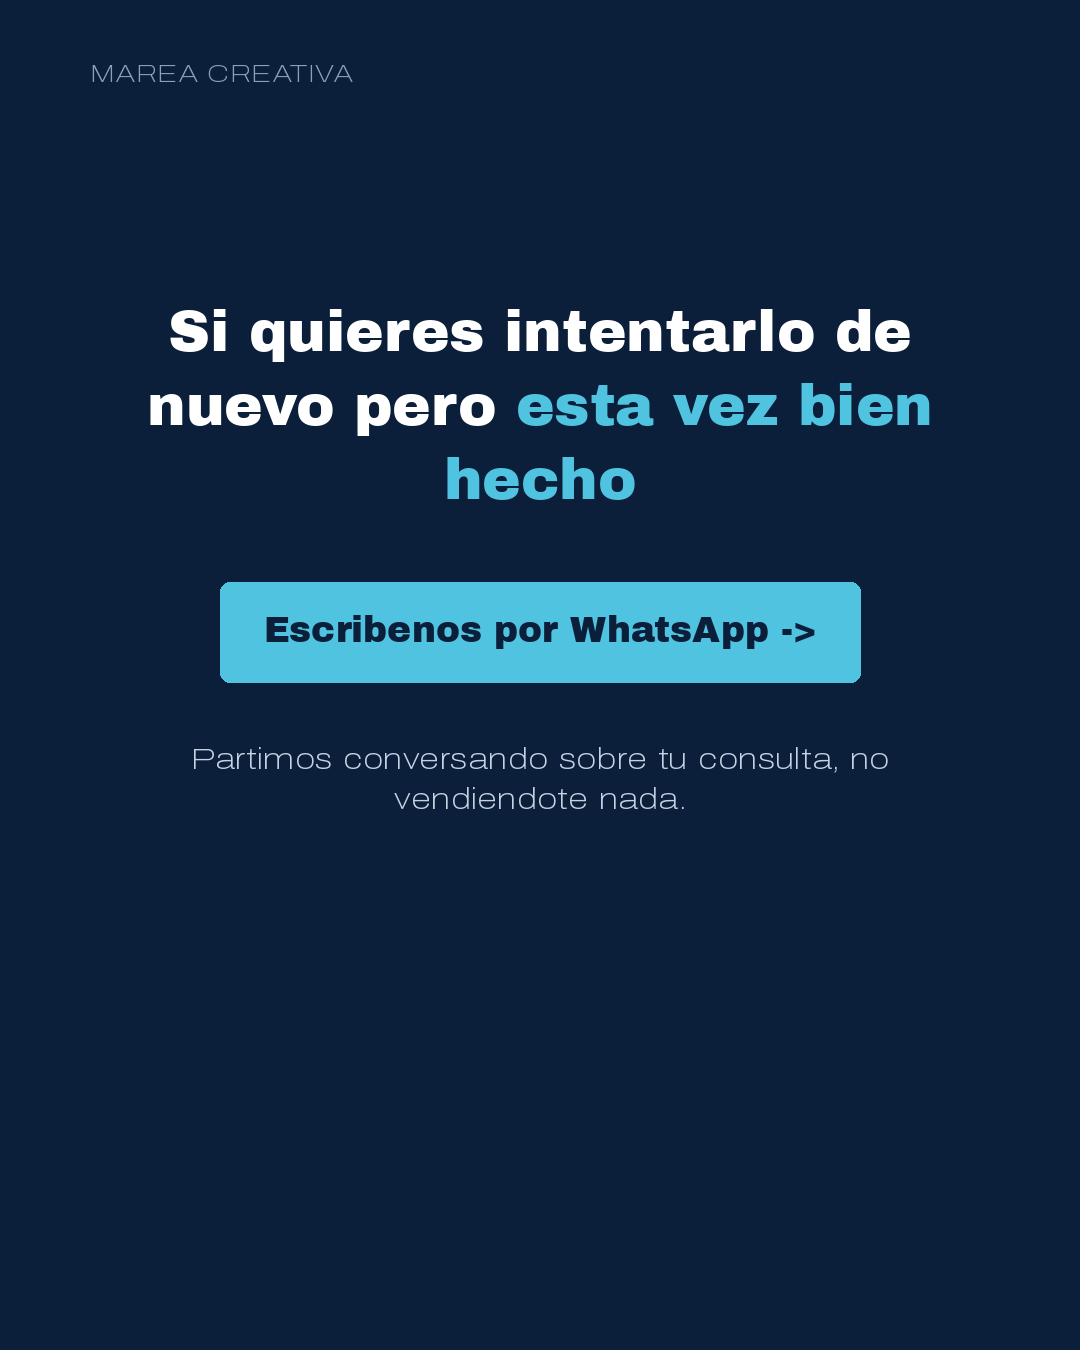 MAREA CREATIVA
Si quieres intentarlo de
nuevo pero esta vez bien
hecho
Escribenos por WhatsApp ->
Partimos conversando sobre tu consulta, no
vendiendote nada.